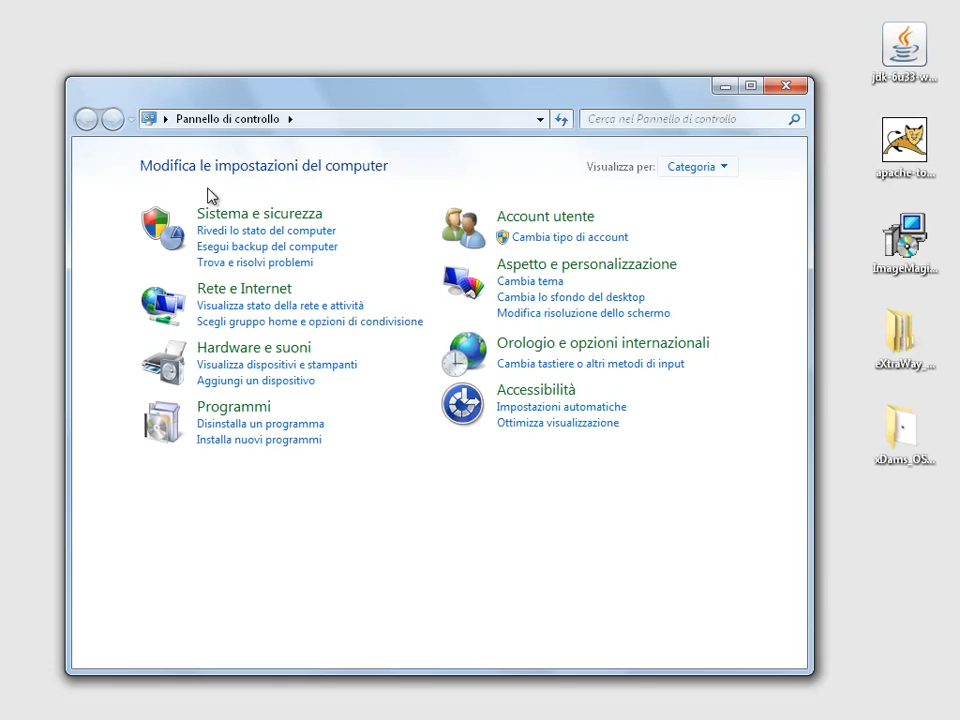 Pannello di controllo
Cerca nel Pannello di controllo
Modifica le impostazioni del computer
Visualizza per: Categoria
Sistema e sicurezza
Rivedi lo stato del computer
Esegui backup del computer
Trova e risolvi problemi
Rete e Internet
Visualizza stato della rete e attività
Scegli gruppo home e opzioni di condivisione
Hardware e suoni
Visualizza dispositivi e stampanti
Aggiungi un dispositivo
Programmi
Disinstalla un programma
Installa nuovi programmi
Account utente
Cambia tipo di account
Aspetto e personalizzazione
Cambia tema
Cambia lo sfondo del desktop
Modifica risoluzione dello schermo
Orologio e opzioni internazionali
Cambia tastiere o altri metodi di input
Accessibilità
Impostazioni automatiche
Ottimizza visualizzazione
jdk-6u33-w...
apache-to...
ImageMagi...
eXtraWay_...
xDams_OS...